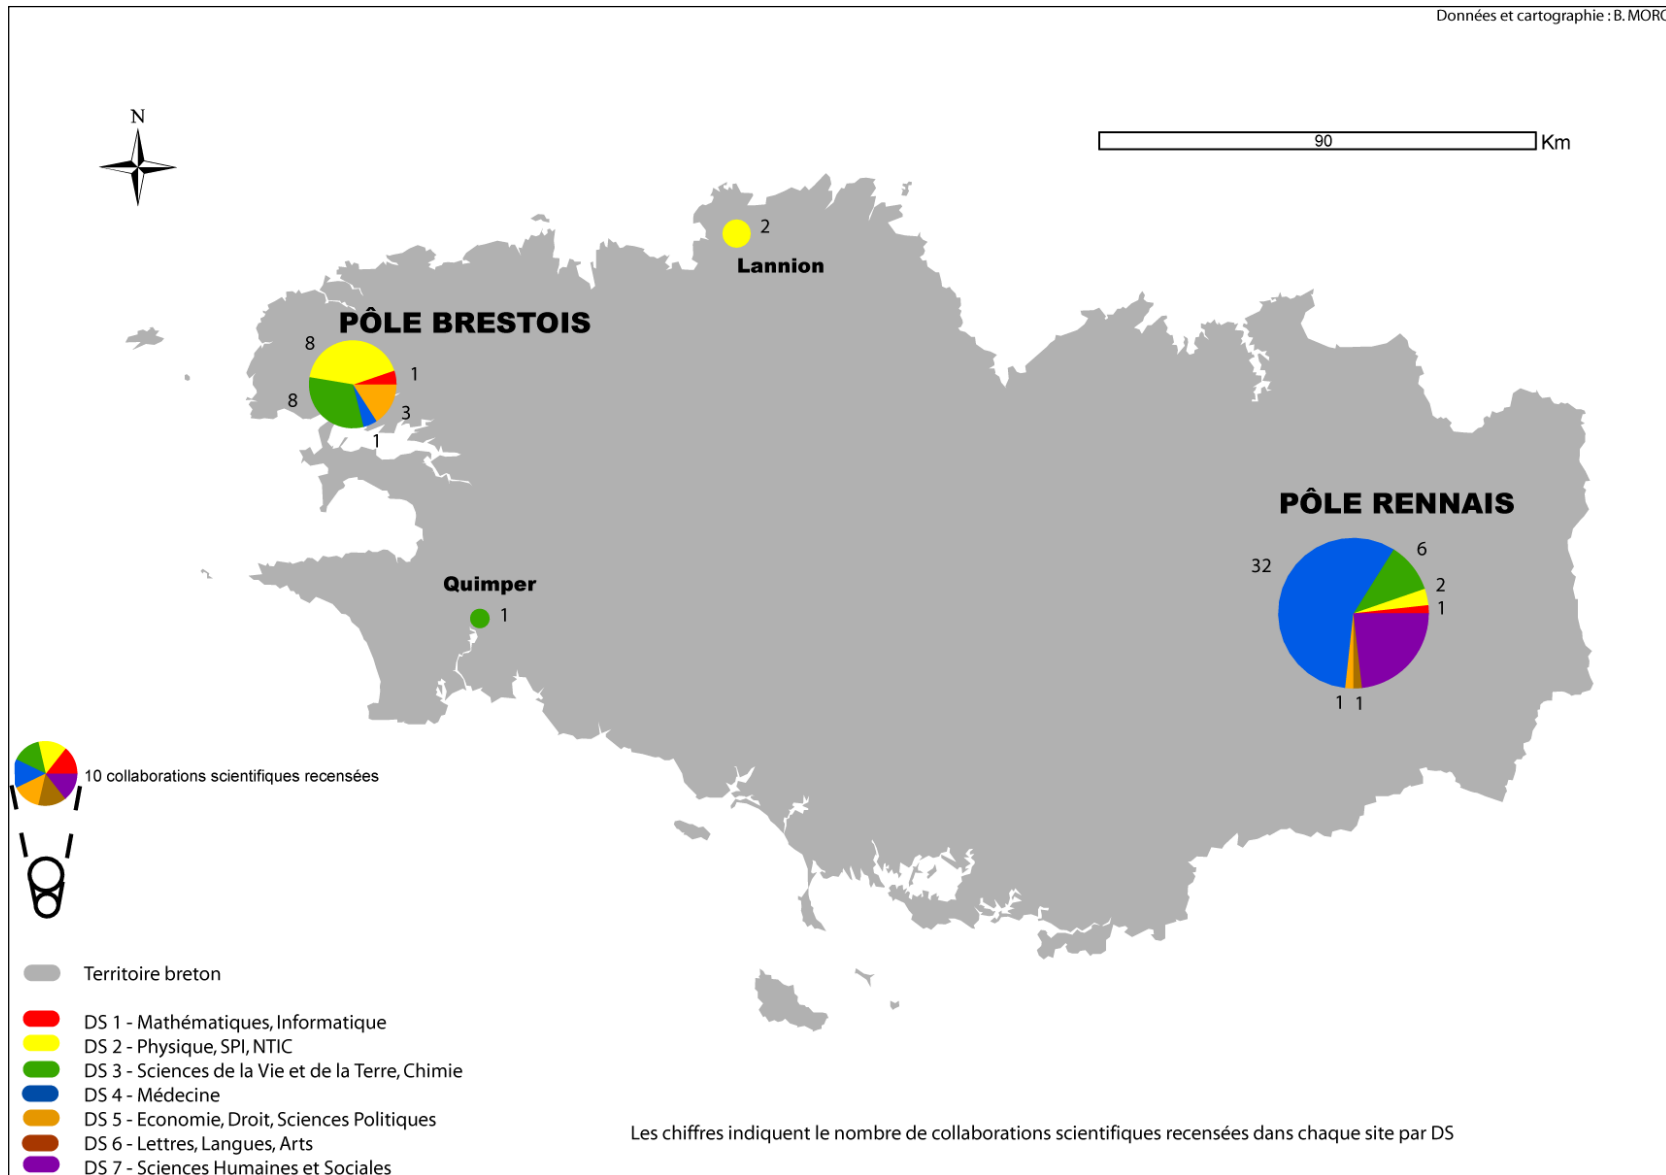 Données et cartographie : B. MORC
N
90 Km
2
Lannion
PÔLE BRESTOIS
8
1
8
3
1
PÔLE RENNAIS
6
32
2
1
1 1
Quimper
1
10 collaborations scientifiques recensées
Territoire breton
DS 1 - Mathématiques, Informatique
DS 2 - Physique, SPI, NTIC
DS 3 - Sciences de la Vie et de la Terre, Chimie
DS 4 - Médecine
DS 5 - Economie, Droit, Sciences Politiques
DS 6 - Lettres, Langues, Arts
DS 7 - Sciences Humaines et Sociales
Les chiffres indiquent le nombre de collaborations scientifiques recensées dans chaque site par DS